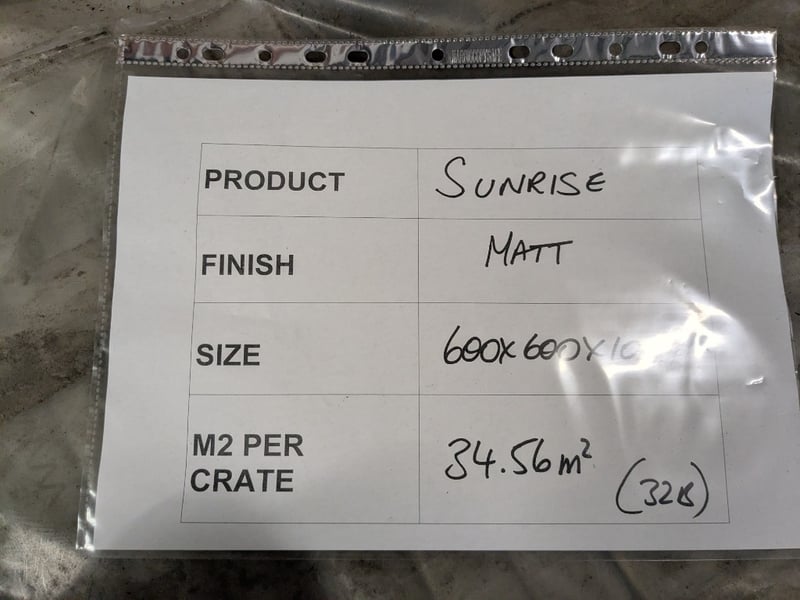 PRODUCT SUNRISE
FINISH MATT
SIZE 600X600X10
M2 PER
CRATE 34.56m²
(32B)